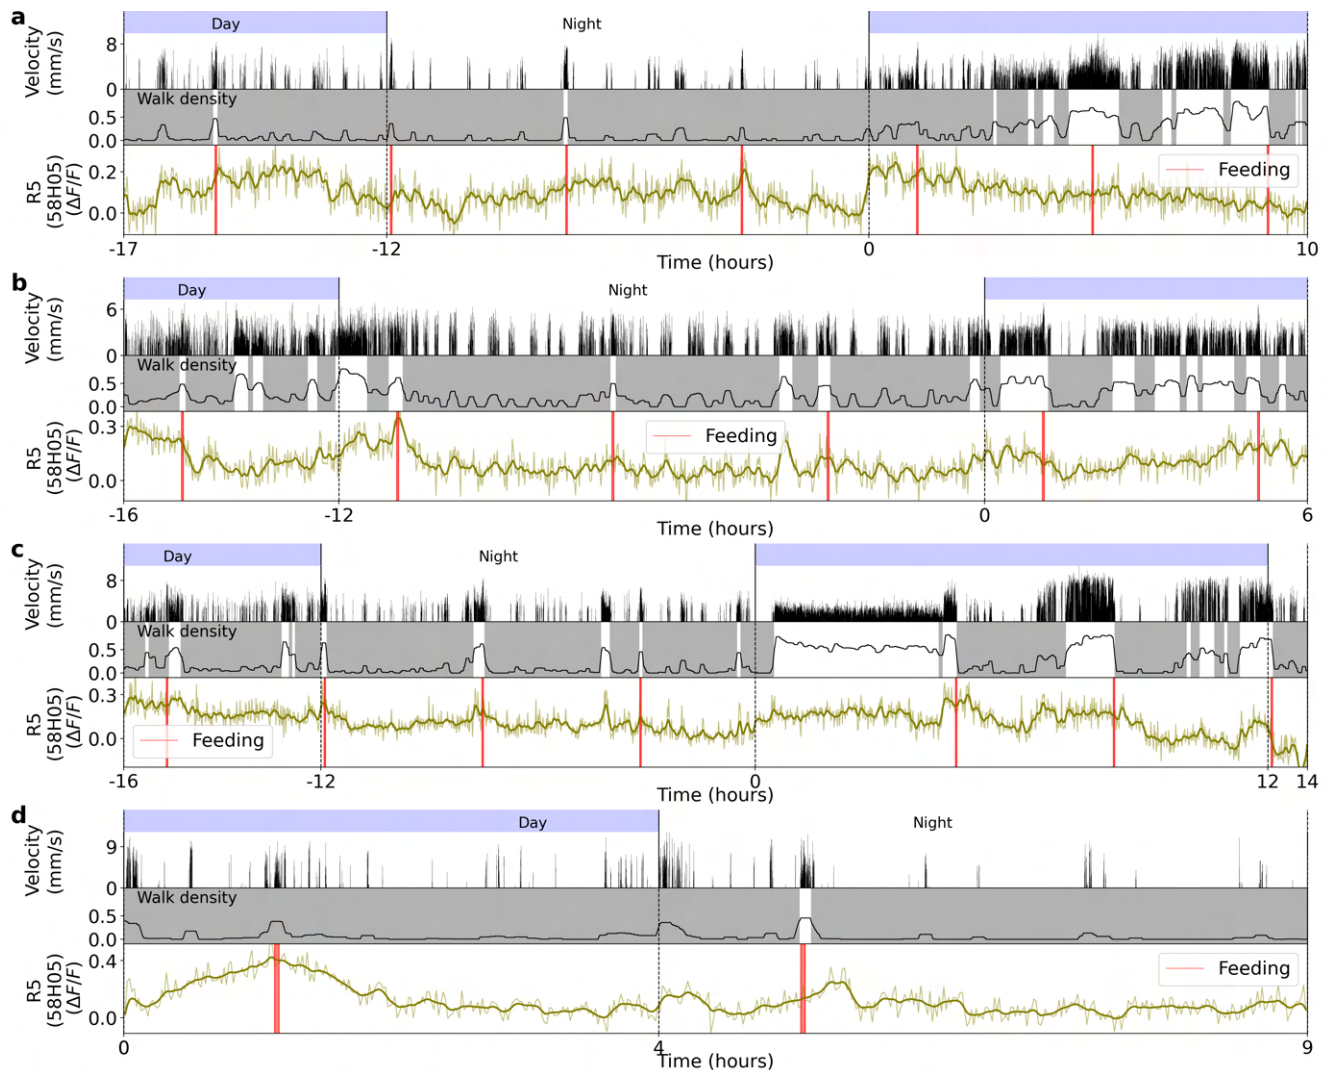 a
Day
Night
Velocity
(mm/s)
8
0
Walk density
0.5
0.0
R5
(58H05)
(ΔF/F)
0.2
0.0
Feeding
-17
-12
0
10
Time (hours)
b
Day
Night
Velocity
(mm/s)
6
0
Walk density
0.5
0.0
R5
(58H05)
(ΔF/F)
0.3
0.0
Feeding
-16
-12
0
6
Time (hours)
c
Day
Night
Velocity
(mm/s)
8
0
Walk density
0.5
0.0
R5
(58H05)
(ΔF/F)
0.3
0.0
Feeding
-16
-12
0
12
14
Time (hours)
d
Day
Night
Velocity
(mm/s)
9
0
Walk density
0.5
0.0
R5
(58H05)
(ΔF/F)
0.4
0.0
Feeding
0
4
9
Time (hours)